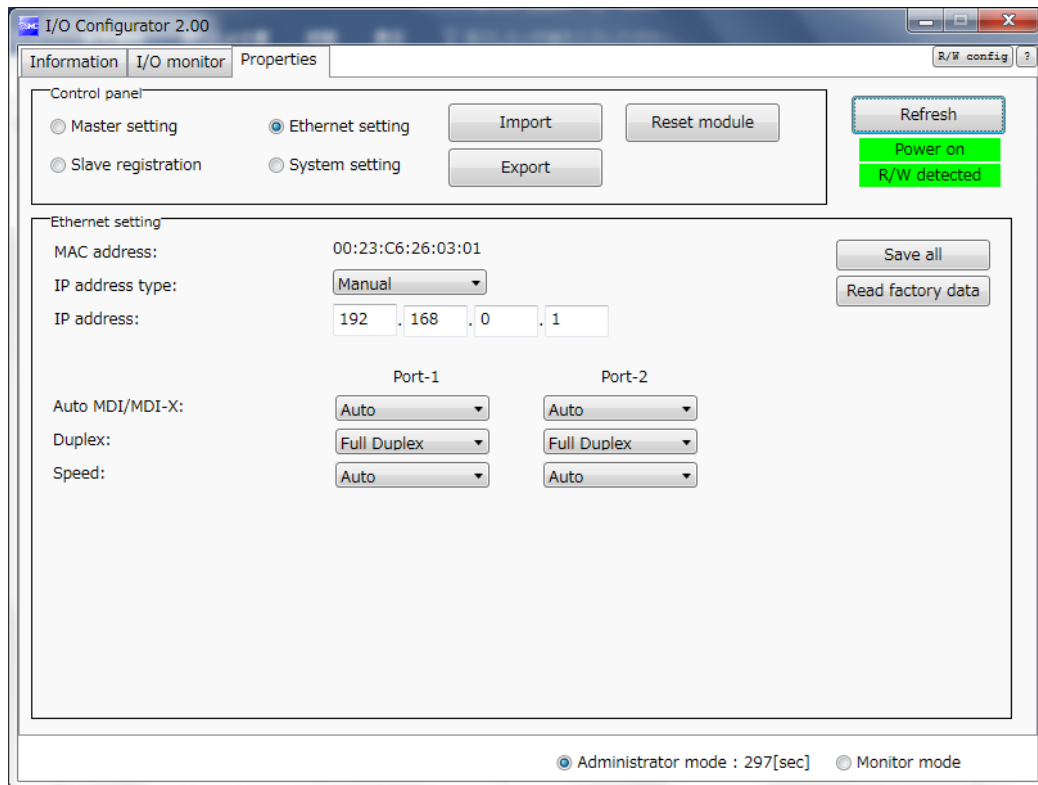 SMC I/O Configurator 2.00
Information I/O monitor Properties R/W config ?
Control panel
Master setting Ethernet setting Import Reset module Refresh
Slave registration System setting Export Power on
R/W detected
Ethernet setting
MAC address: 00:23:C6:26:03:01 Save all
IP address type: Manual Read factory data
IP address: 192 . 168 . 0 . 1
Port-1 Port-2
Auto MDI/MDI-X: Auto Auto
Duplex: Full Duplex Full Duplex
Speed: Auto Auto
Administrator mode : 297[sec] Monitor mode